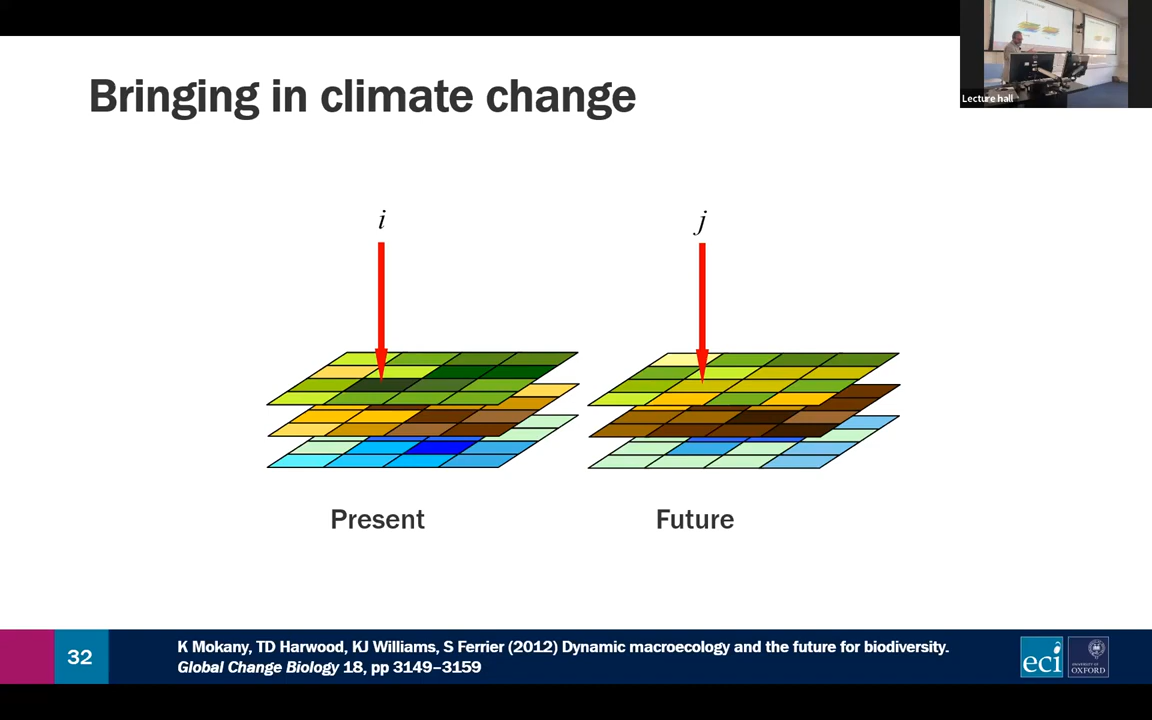 Bringing in climate change
Lecture hall
i
j
Present
Future
32
K Mokany, TD Harwood, KJ Williams, S Ferrier (2012) Dynamic macroecology and the future for biodiversity.
Global Change Biology 18, pp 3149–3159
eci
UNIVERSITY OF
OXFORD